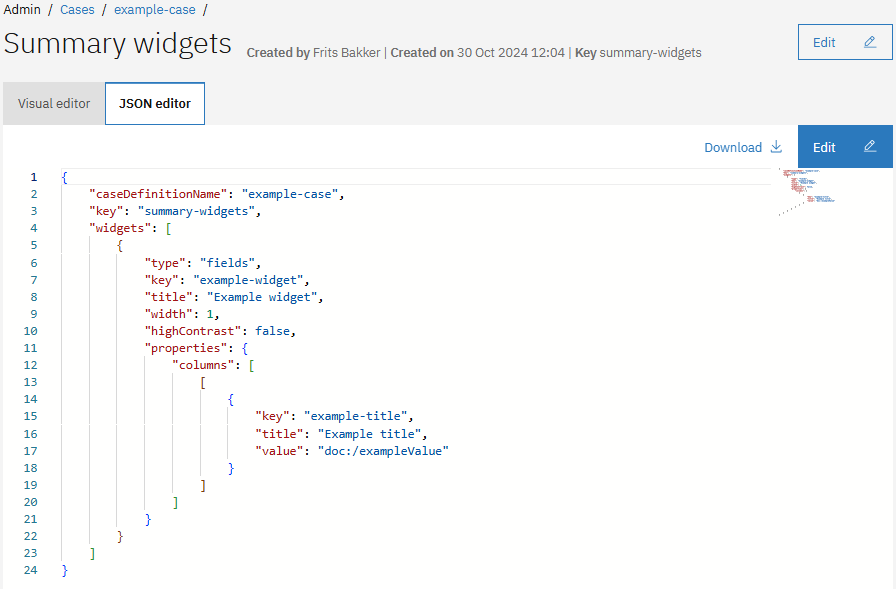 Admin / Cases / example-case /
Summary widgets Created by Frits Bakker | Created on 30 Oct 2024 12:04 | Key summary-widgets Edit
Visual editor JSON editor
Download Edit
1 {
2 "caseDefinitionName": "example-case",
3 "key": "summary-widgets",
4 "widgets": [
5 {
6 "type": "fields",
7 "key": "example-widget",
8 "title": "Example widget",
9 "width": 1,
10 "highContrast": false,
11 "properties": {
12 "columns": [
13 [
14 {
15 "key": "example-title",
16 "title": "Example title",
17 "value": "doc:/exampleValue"
18 }
19 ]
20 ]
21 }
22 }
23 ]
24 }